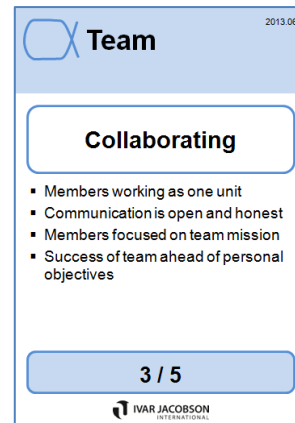 2013.06
Team
Collaborating
▪ Members working as one unit
▪ Communication is open and honest
▪ Members focused on team mission
▪ Success of team ahead of personal
objectives
3 / 5
IVAR JACOBSON
INTERNATIONAL